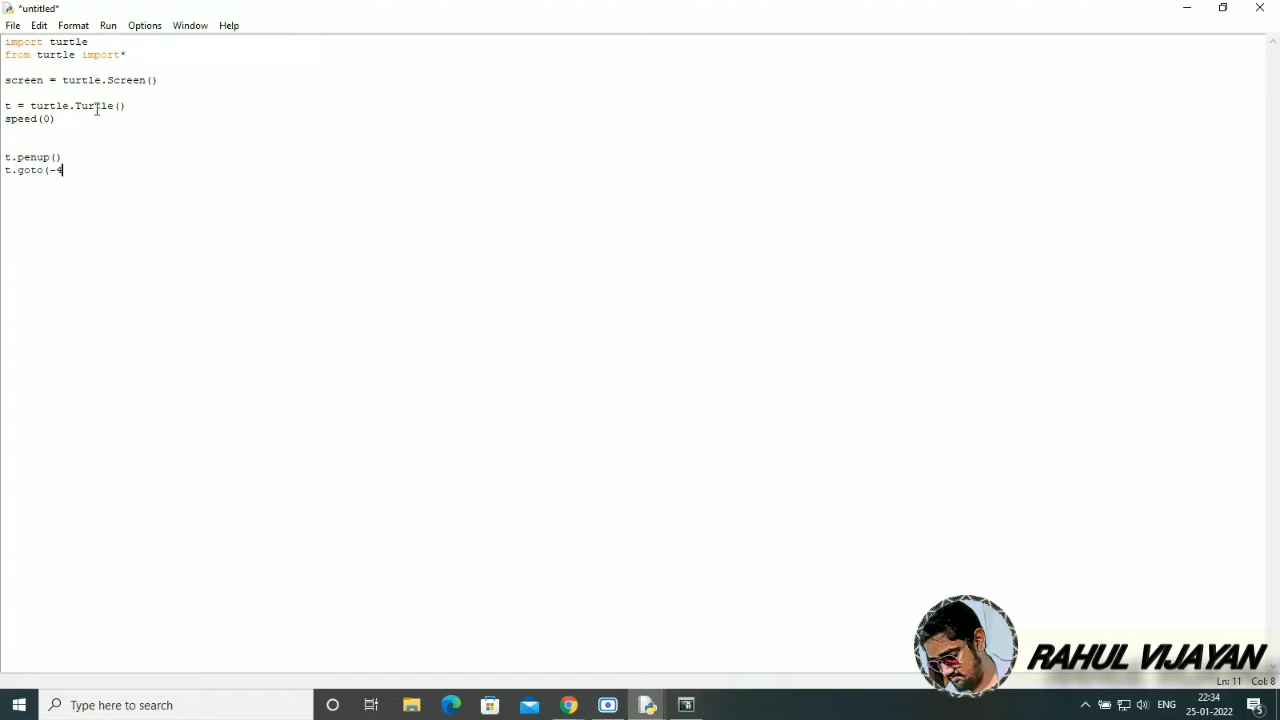 *untitled*
File Edit Format Run Options Window Help
import turtle
from turtle import*
screen = turtle.Screen()
t = turtle.Turtle()
speed(0)
t.penup()
t.goto(-4
RAHUL VIJAYAN
Ln: 11 Col: 8
Type here to search
ENG
22:34
25-01-2022
5